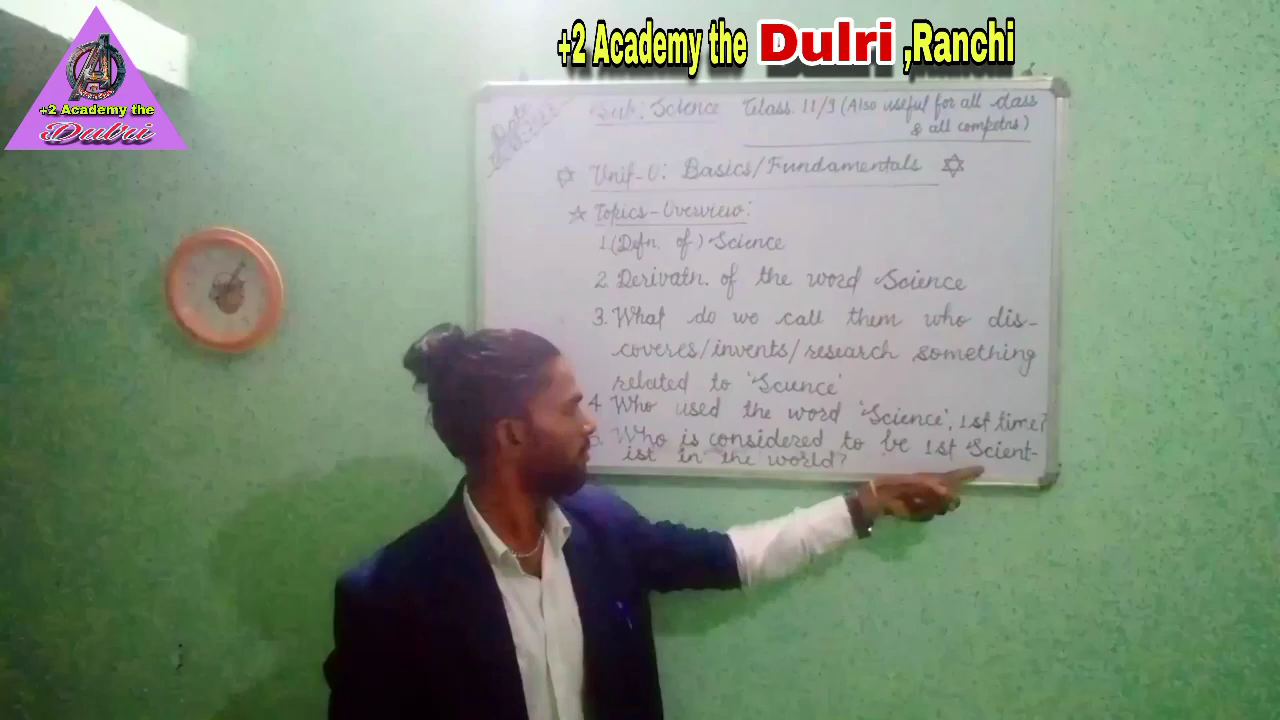 +2 Academy the Dulri ,Ranchi
+2 Academy the
Dulri
Date
Sub. Science Class. 11/9 (Also useful for all class
& all competns)
Unit-0: Basics/Fundamentals
Topics-Overview:
1 (Defn. of) Science
2 Derivatn. of the word Science
3. What do we call them who dis-
coveres/invents/research something
related to 'Science'
4 Who used the word 'Science', 1st time?
5. Who is considered to be 1st Scient-
ist in the world?